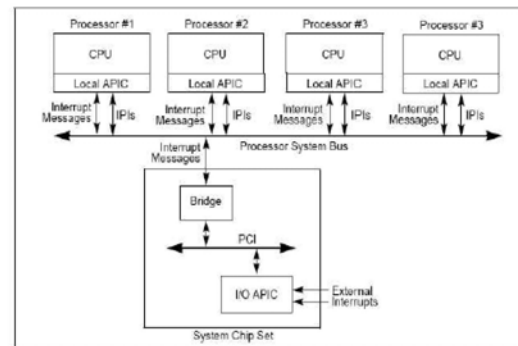 Processor #1 Processor #2 Processor #3 Processor #3
CPU CPU CPU CPU
Local APIC Local APIC Local APIC Local APIC
Interrupt Messages IPIs Interrupt Messages IPIs Interrupt Messages IPIs Interrupt Messages IPIs
Processor System Bus
Interrupt
Messages
Bridge
PCI
I/O APIC
External
Interrupts
System Chip Set